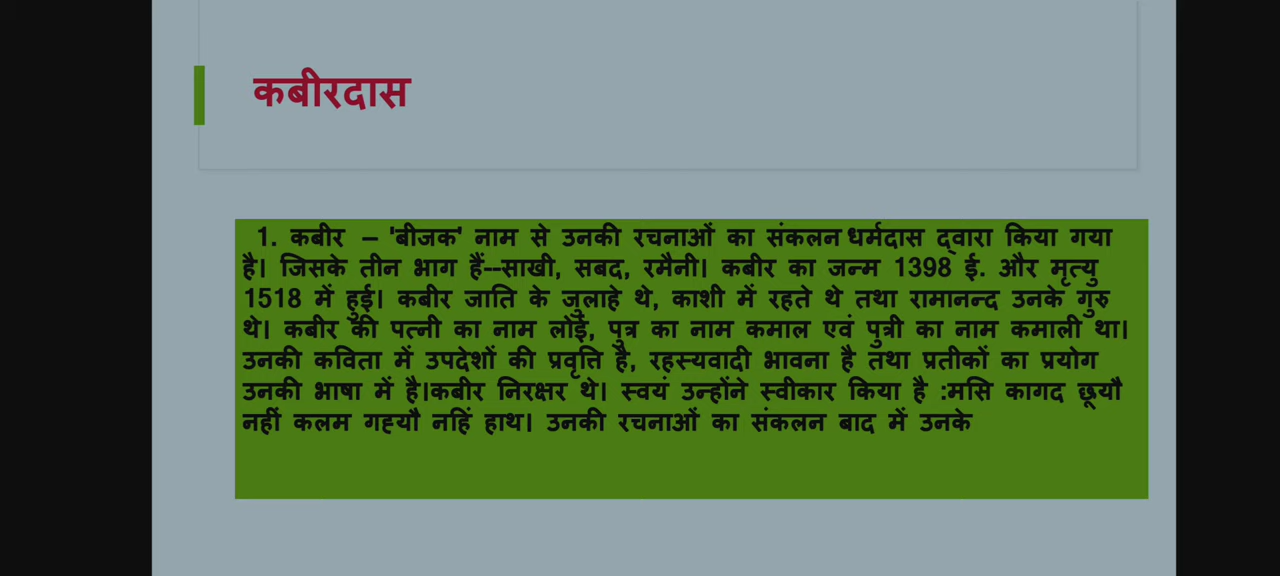 कबीरदास
1. कबीर – 'बीजक' नाम से उनकी रचनाओं का संकलन धर्मदास द्वारा किया गया
है। जिसके तीन भाग हैं--साखी, सबद, रमैनी। कबीर का जन्म 1398 ई. और मृत्यु
1518 में हुई। कबीर जाति के जुलाहे थे, काशी में रहते थे तथा रामानन्द उनके गुरु
थे। कबीर की पत्नी का नाम लोई, पुत्र का नाम कमाल एवं पुत्री का नाम कमाली था।
उनकी कविता में उपदेशों की प्रवृत्ति है, रहस्यवादी भावना है तथा प्रतीकों का प्रयोग
उनकी भाषा में है।कबीर निरक्षर थे। स्वयं उन्होंने स्वीकार किया है :मसि कागद छूयौ
नहीं कलम गह्यौ नहिं हाथ। उनकी रचनाओं का संकलन बाद में उनके